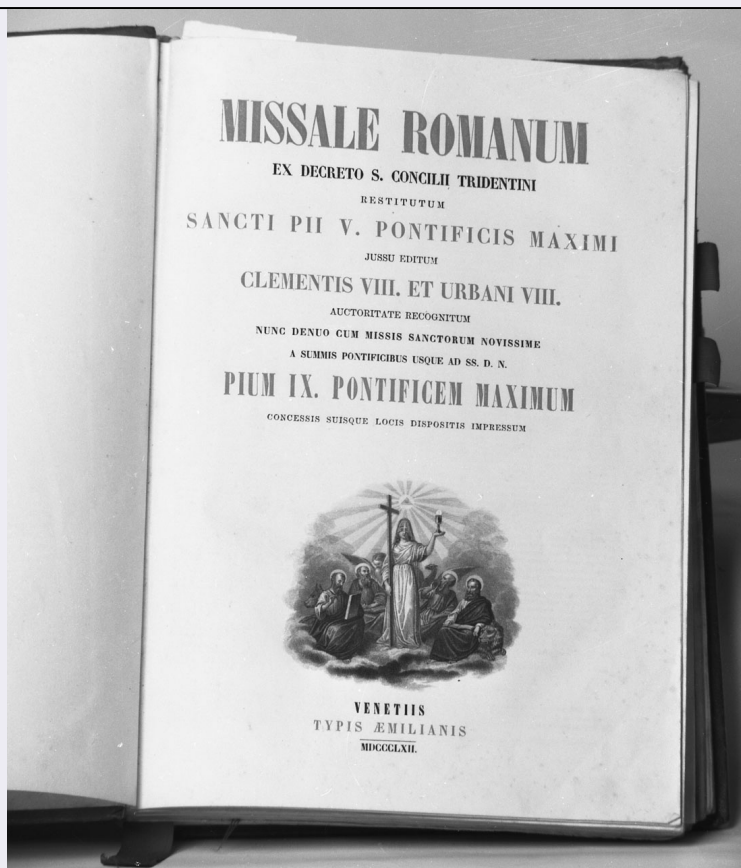 MISSALE ROMANUM
EX DECRETO S. CONCILII TRIDENTINI
RESTITUTUM
SANCTI PII V. PONTIFICIS MAXIMI
JUSSU EDITUM
CLEMENTIS VIII. ET URBANI VIII.
AUCTORITATE RECOGNITUM
NUNC DENUO CUM MISSIS SANCTORUM NOVISSIME
A SUMMIS PONTIFICIBUS USQUE AD SS. D. N.
PIUM IX. PONTIFICEM MAXIMUM
CONCESSIS SUISQUE LOCIS DISPOSITIS IMPRESSUM
VENETIIS
TYPIS ÆMILIANIS
MDCCCLXII.